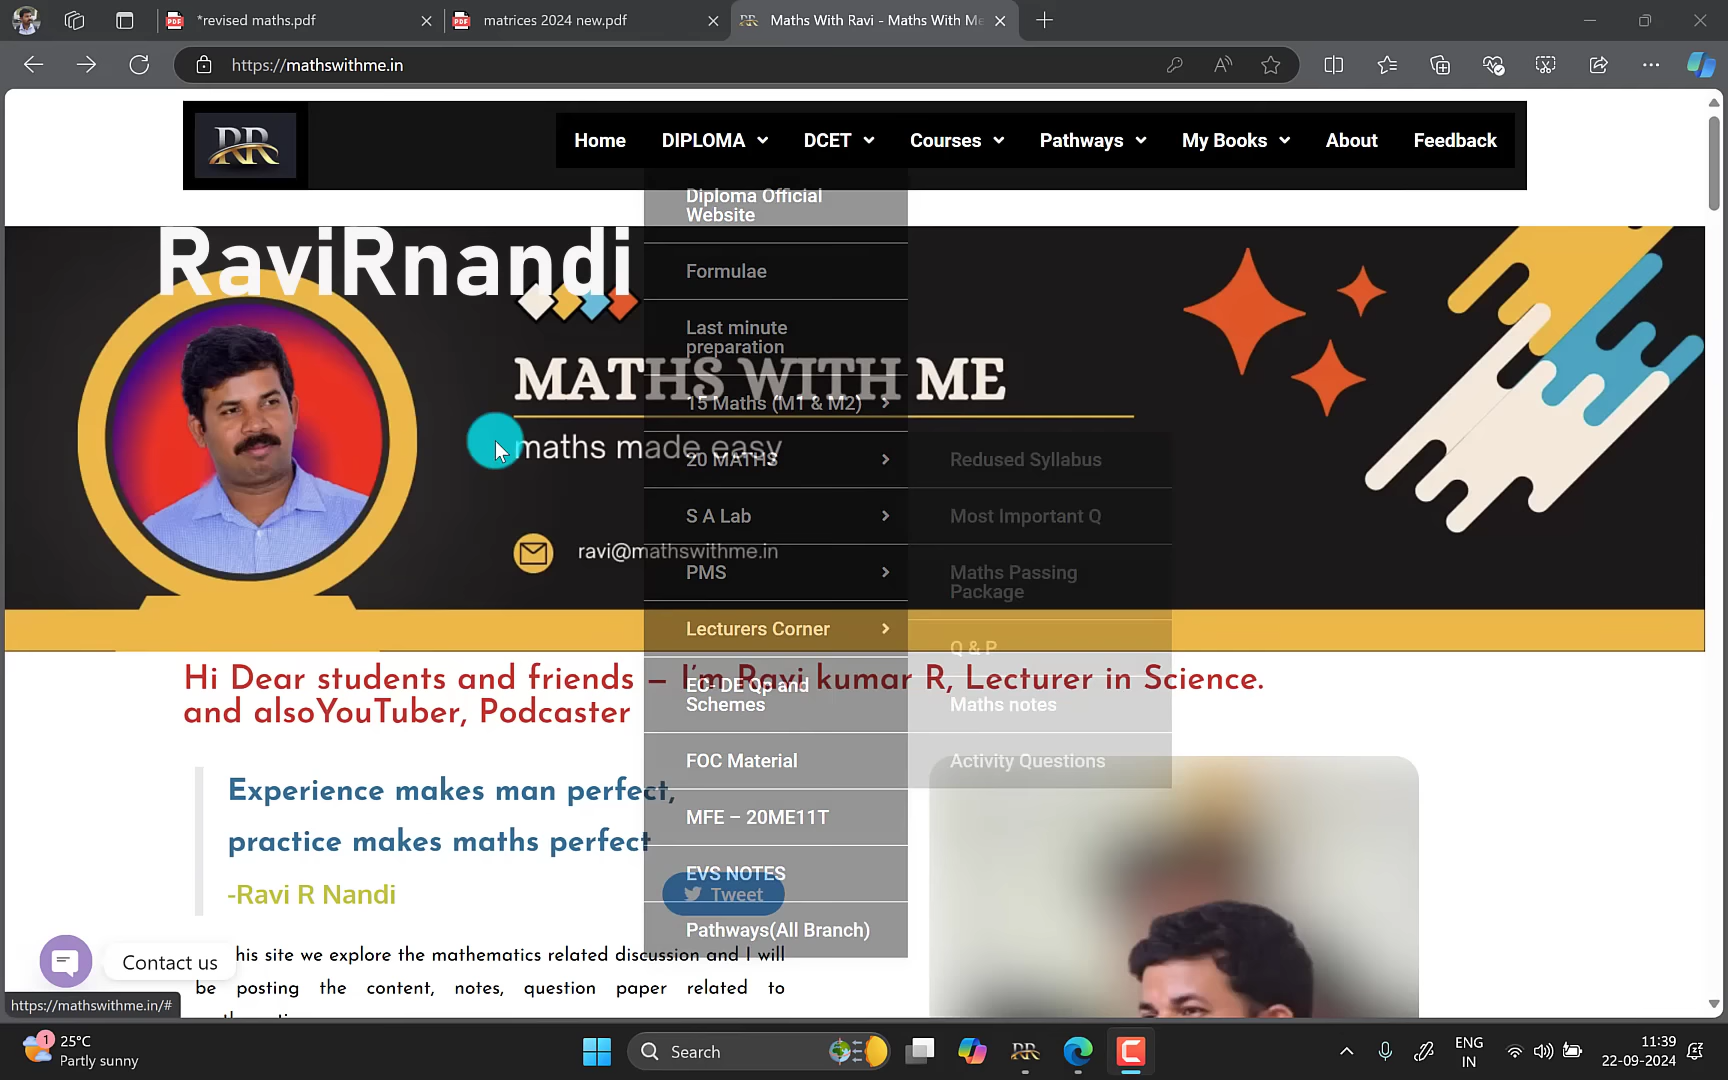 *revised maths.pdf
matrices 2024 new.pdf
RR
Maths With Ravi - Maths With Me
https://mathswithme.in
RR
Home
DIPLOMA
DCET
Courses
Pathways
My Books
About
Feedback
Diploma Official
Website
Formulae
Last minute
preparation
15 Maths (M1 & M2)
20 MATHS
S A Lab
PMS
Lecturers Corner
EC- DE Qp and
Schemes
FOC Material
MFE – 20ME11T
EVS NOTES
Pathways(All Branch)
Redused Syllabus
Most Important Q
Maths Passing
Package
Q & P
Maths notes
Activity Questions
RaviRnandi
MATHS WITH ME
maths made easy
ravi@mathswithme.in
Hi Dear students and friends – I'm Ravi kumar R, Lecturer in Science.
and alsoYouTuber, Podcaster
Experience makes man perfect,
practice makes maths perfect
-Ravi R Nandi
Tweet
his site we explore the mathematics related discussion and I will
be posting the content, notes, question paper related to
Contact us
https://mathswithme.in/#
1
25°C
Partly sunny
Search
RR
ENG
IN
11:39
22-09-2024